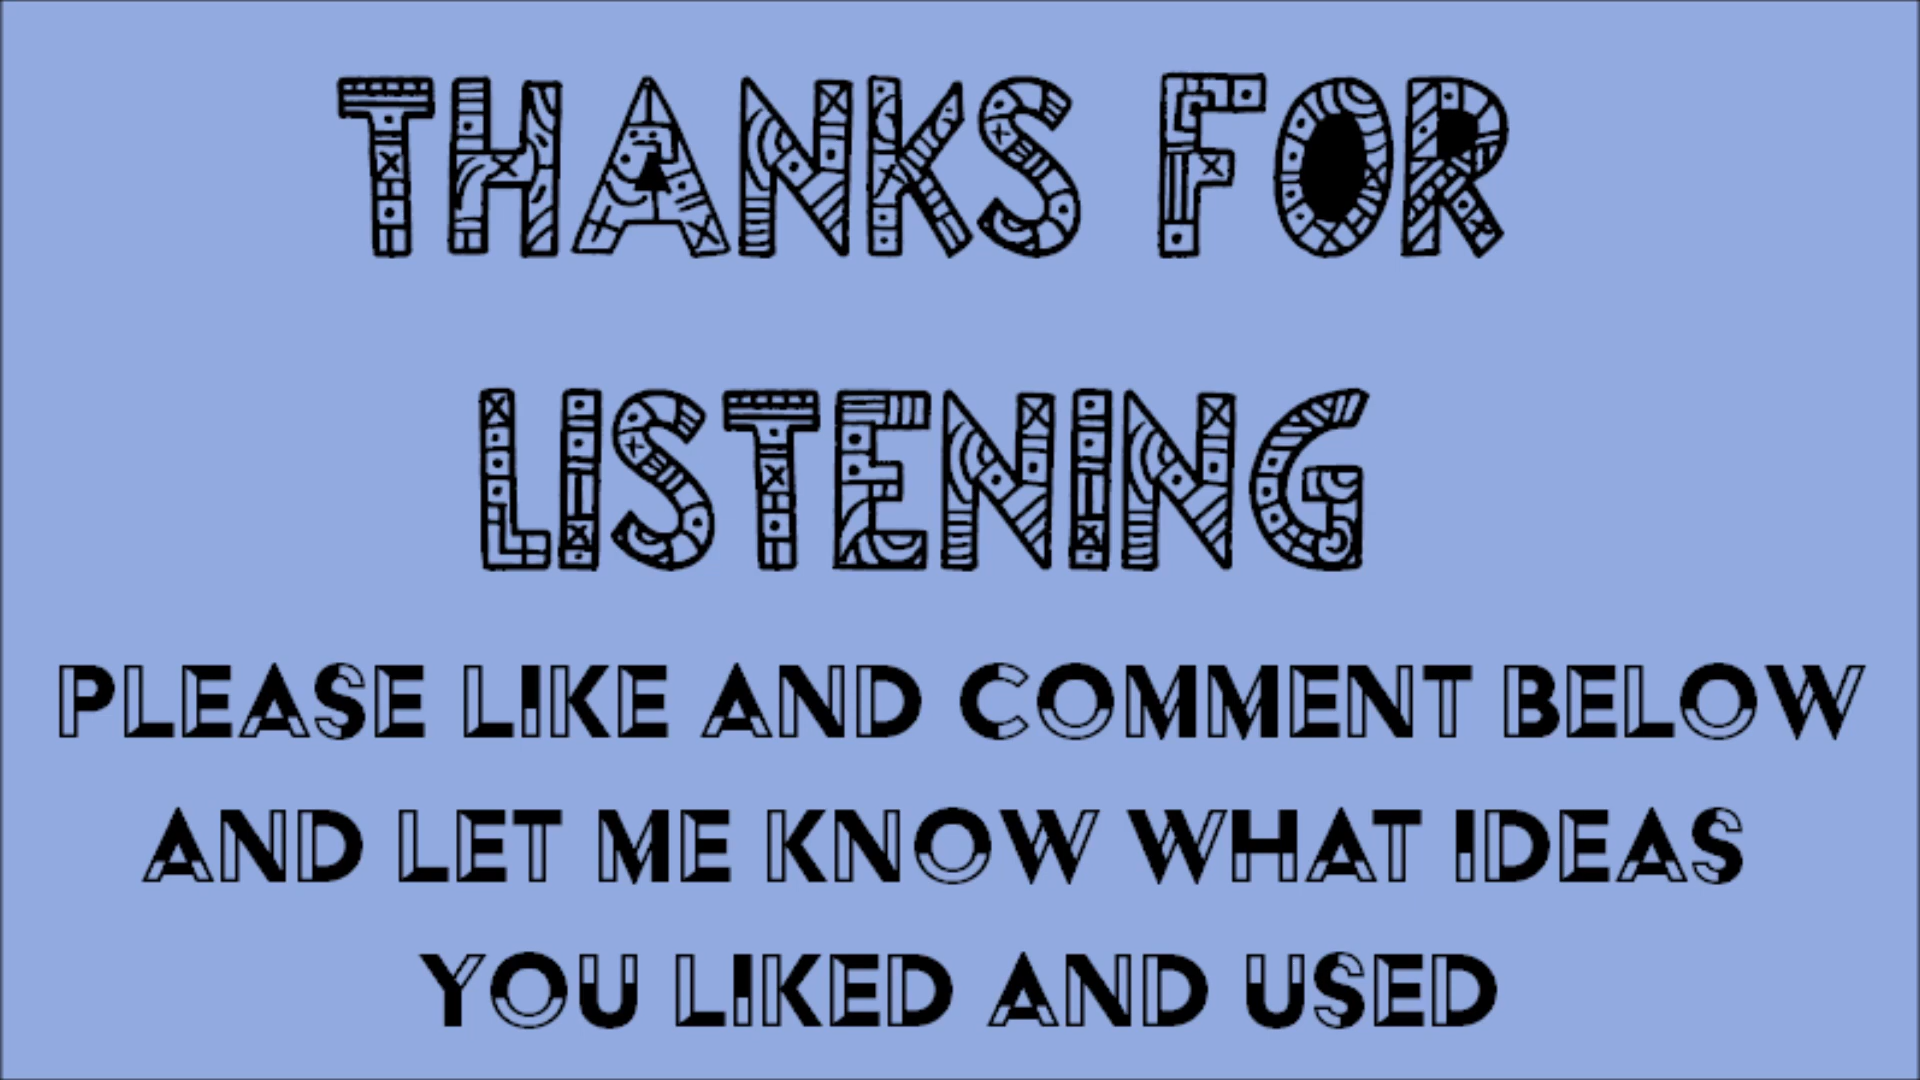 THANKS FOR
LISTENING
PLEASE LIKE AND COMMENT BELOW
AND LET ME KNOW WHAT IDEAS
YOU LIKED AND USED